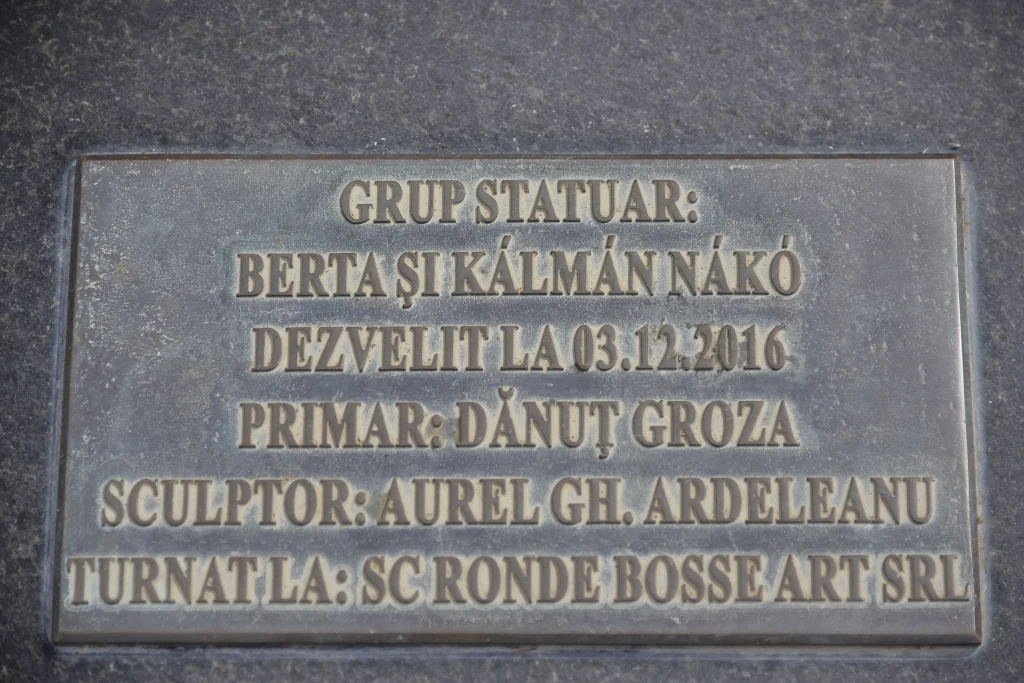 GRUP STATUAR:
BERTA ŞI KÁLMÁN NÁKÓ
DEZVELIT LA 03.12.2016
PRIMAR: DĂNUŢ GROZA
SCULPTOR: AUREL GH. ARDELEANU
TURNAT LA: SC RONDE BOSSE ART SRL